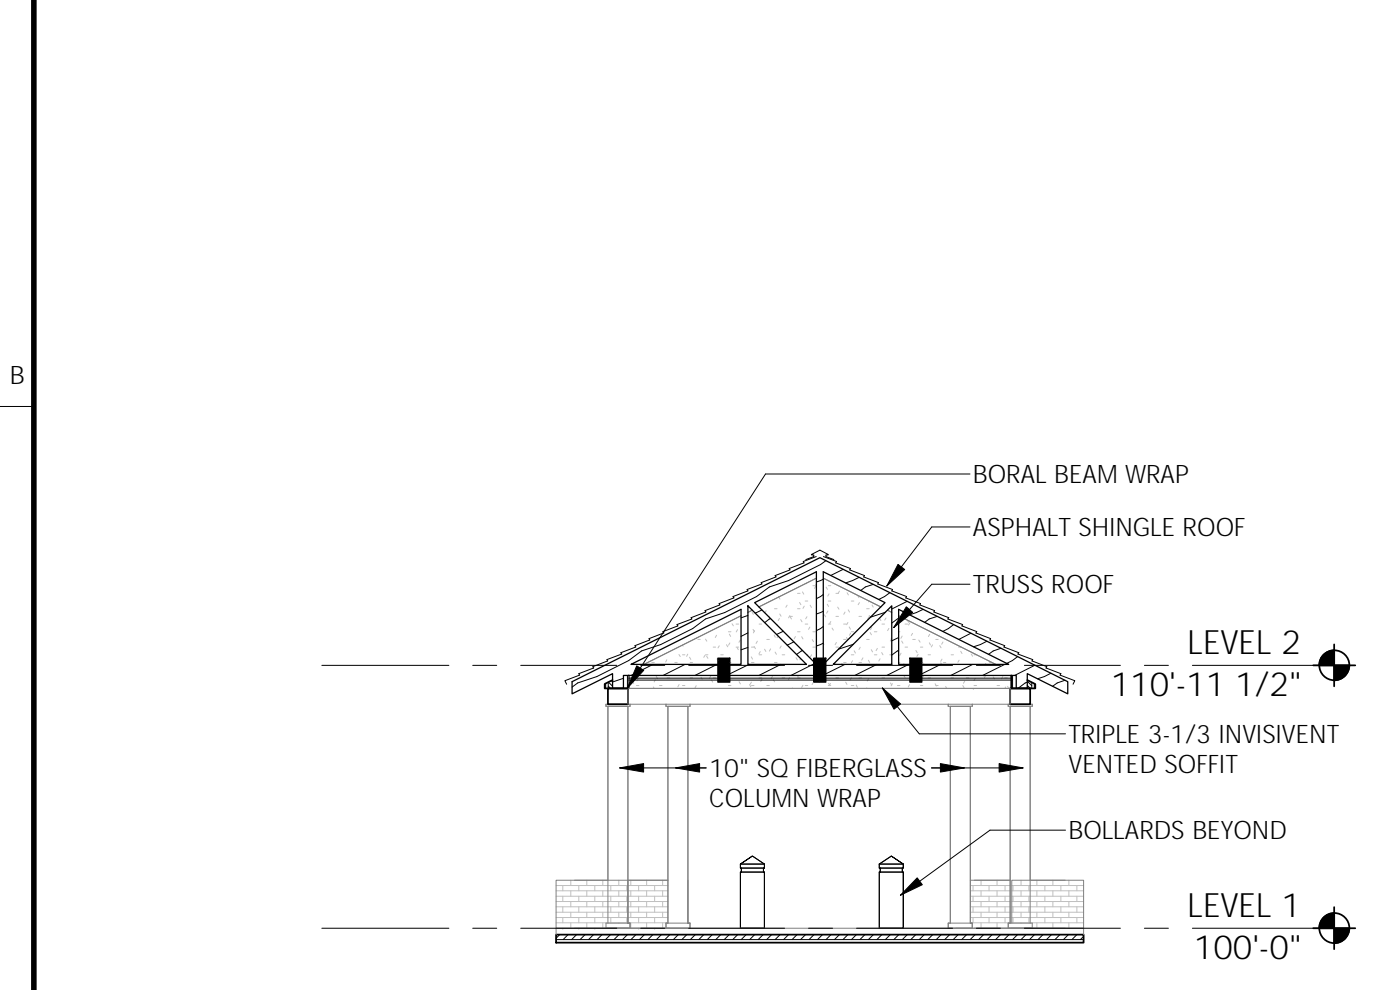 B
BORAL BEAM WRAP
ASPHALT SHINGLE ROOF
TRUSS ROOF
LEVEL 2
110'-11 1/2"
TRIPLE 3-1/3 INVISIVENT
VENTED SOFFIT
10" SQ FIBERGLASS
COLUMN WRAP
BOLLARDS BEYOND
LEVEL 1
100'-0"